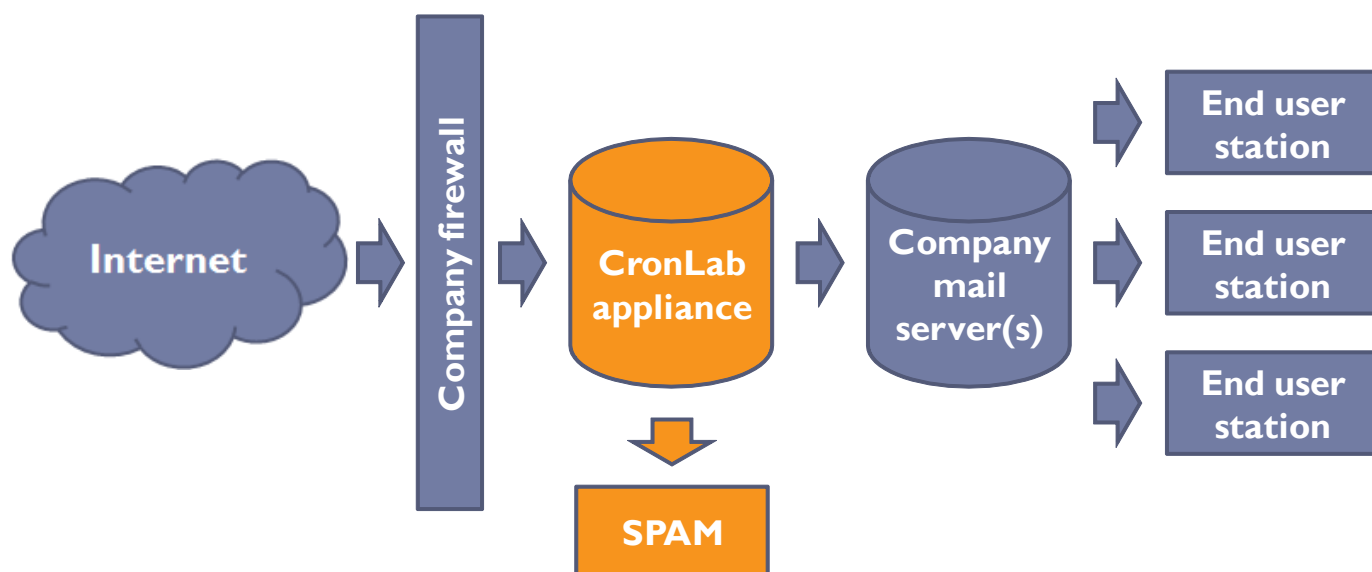 Internet
Company firewall
CronLab
appliance
SPAM
Company
mail
server(s)
End user
station
End user
station
End user
station